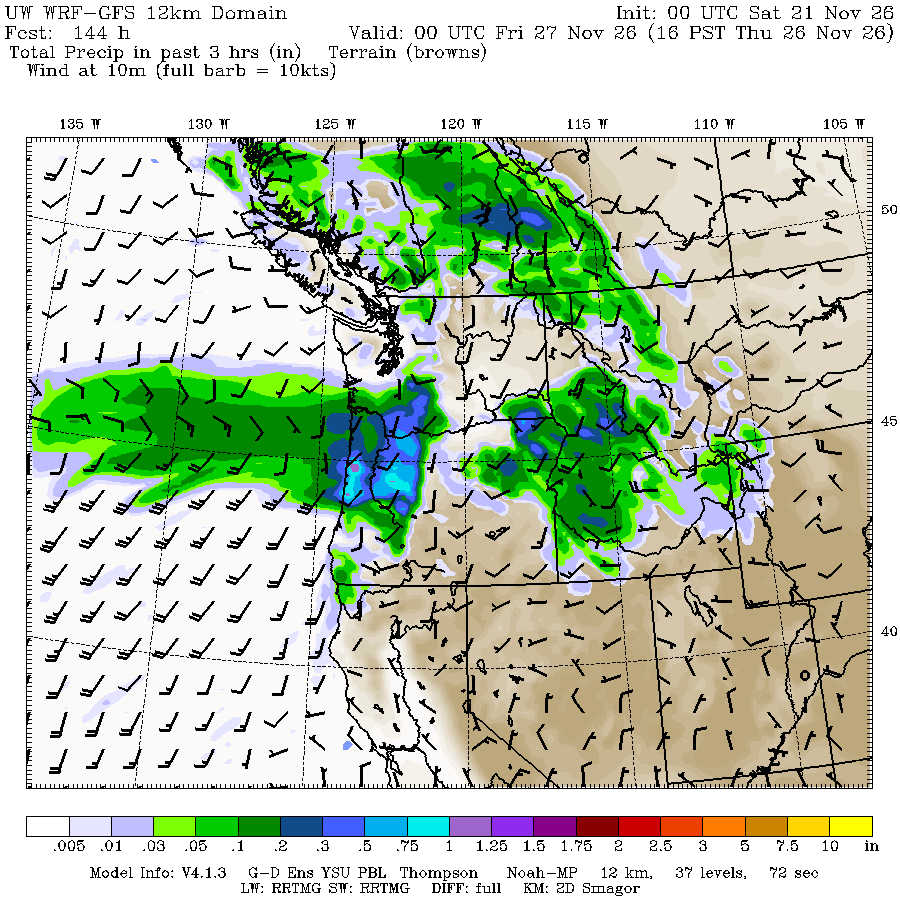 UW WRF-GFS 12km Domain Init: 00 UTC Sat 21 Nov 26
Fcst: 144 h Valid: 00 UTC Fri 27 Nov 26 (16 PST Thu 26 Nov 26)
Total Precip in past 3 hrs (in) Terrain (browns)
Wind at 10m (full barb = 10kts)
135 W 130 W 125 W 120 W 115 W 110 W 105 W
50
45
40
.005 .01 .03 .05 .1 .2 .3 .5 .75 1 1.25 1.5 1.75 2 2.5 3 5 7.5 10 in
Model Info: V4.1.3 G-D Ens YSU PBL Thompson Noah-MP 12 km, 37 levels, 72 sec
LW: RRTMG SW: RRTMG DIFF: full KM: 2D Smagor